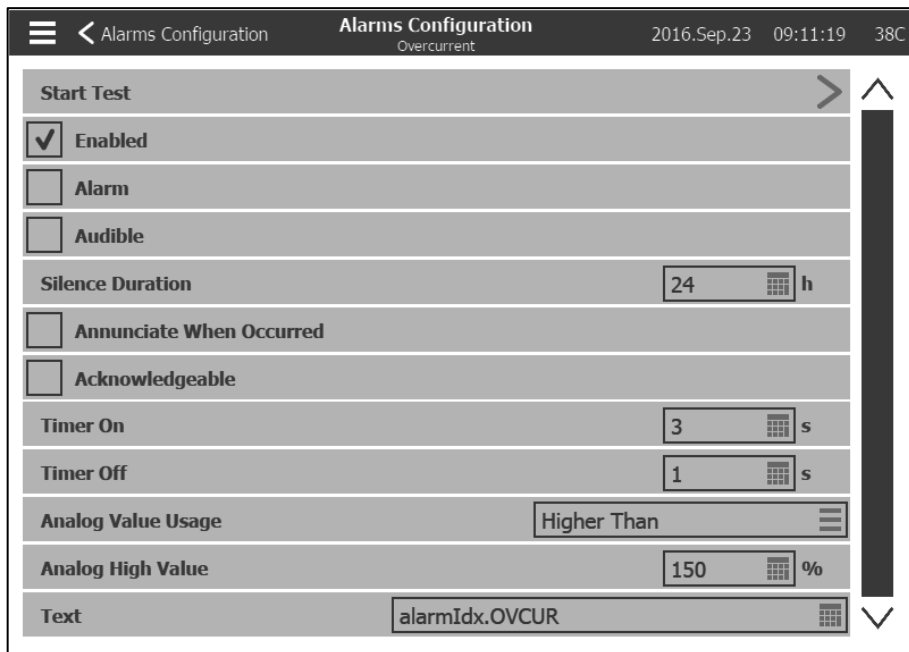 Alarms Configuration
Alarms Configuration
Overcurrent
2016.Sep.23 09:11:19 38C
Start Test
Enabled
Alarm
Audible
Silence Duration 24 h
Annunciate When Occurred
Acknowledgeable
Timer On 3 s
Timer Off 1 s
Analog Value Usage Higher Than
Analog High Value 150 %
Text alarmIdx.OVCUR